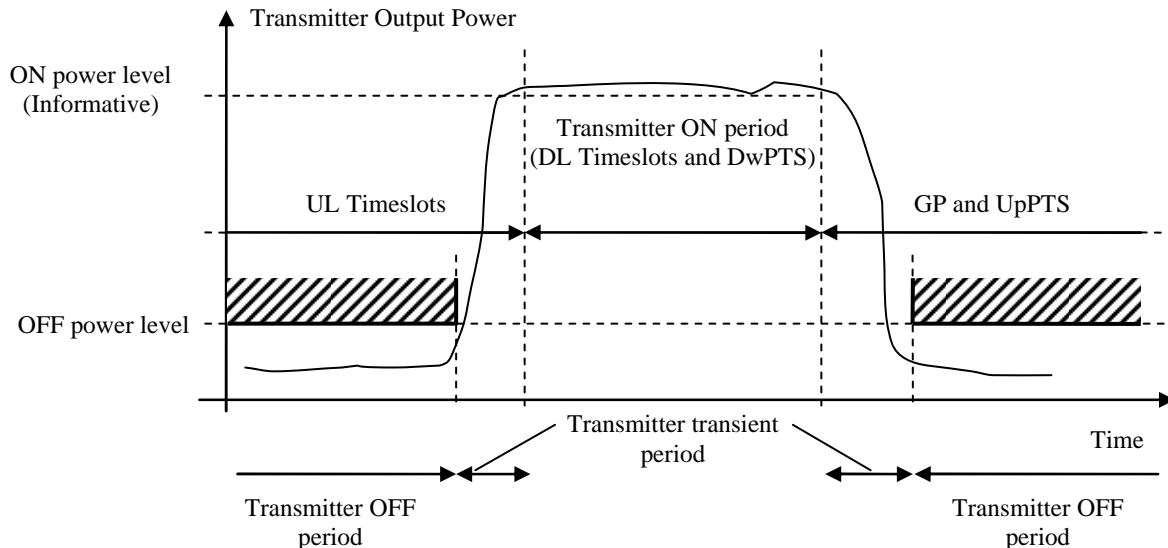 Transmitter Output Power
ON power level
(Informative)
Transmitter ON period
(DL Timeslots and DwPTS)
UL Timeslots
GP and UpPTS
OFF power level
Transmitter transient
period
Time
Transmitter OFF
period
Transmitter OFF
period